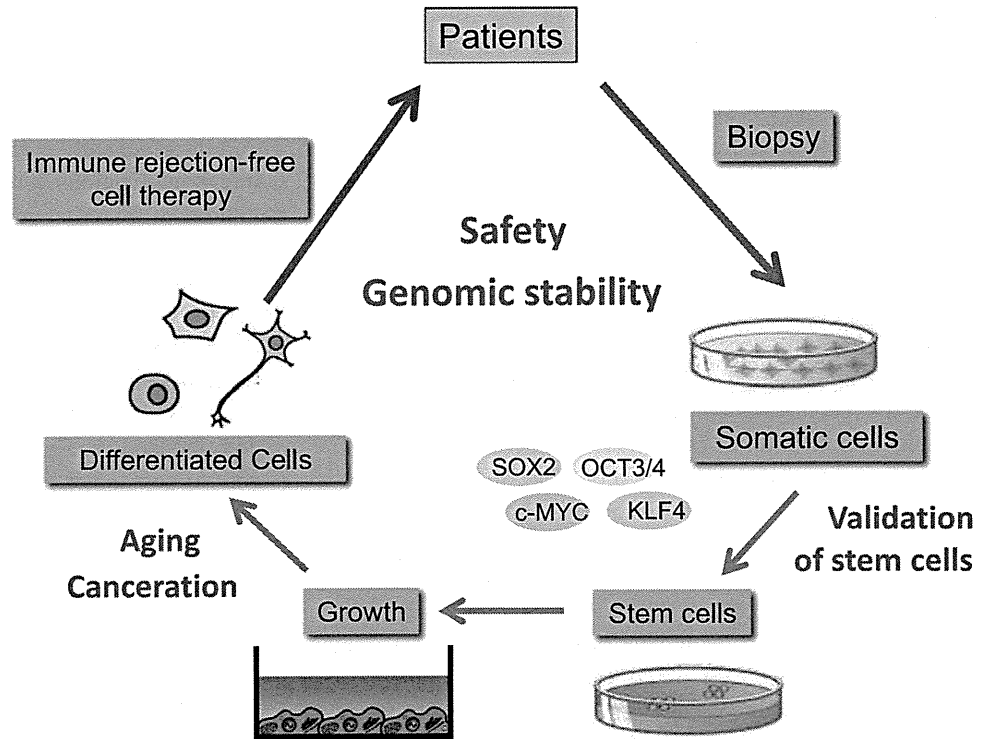 Patients
Biopsy
Immune rejection-free
cell therapy
Safety
Genomic stability
Somatic cells
Differentiated Cells
SOX2
OCT3/4
c-MYC
KLF4
Validation
of stem cells
Aging
Canceration
Growth
Stem cells